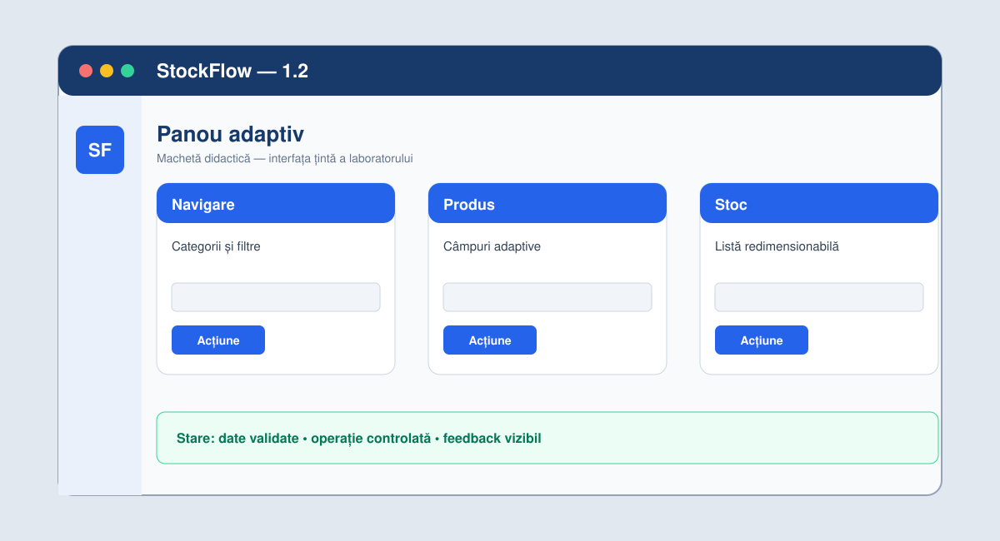 StockFlow — 1.2
SF
Panou adaptiv
Machetă didactică — interfața țintă a laboratorului
Navigare
Categorii și filtre
Acțiune
Produs
Câmpuri adaptive
Acțiune
Stoc
Listă redimensionabilă
Acțiune
Stare: date validate • operație controlată • feedback vizibil